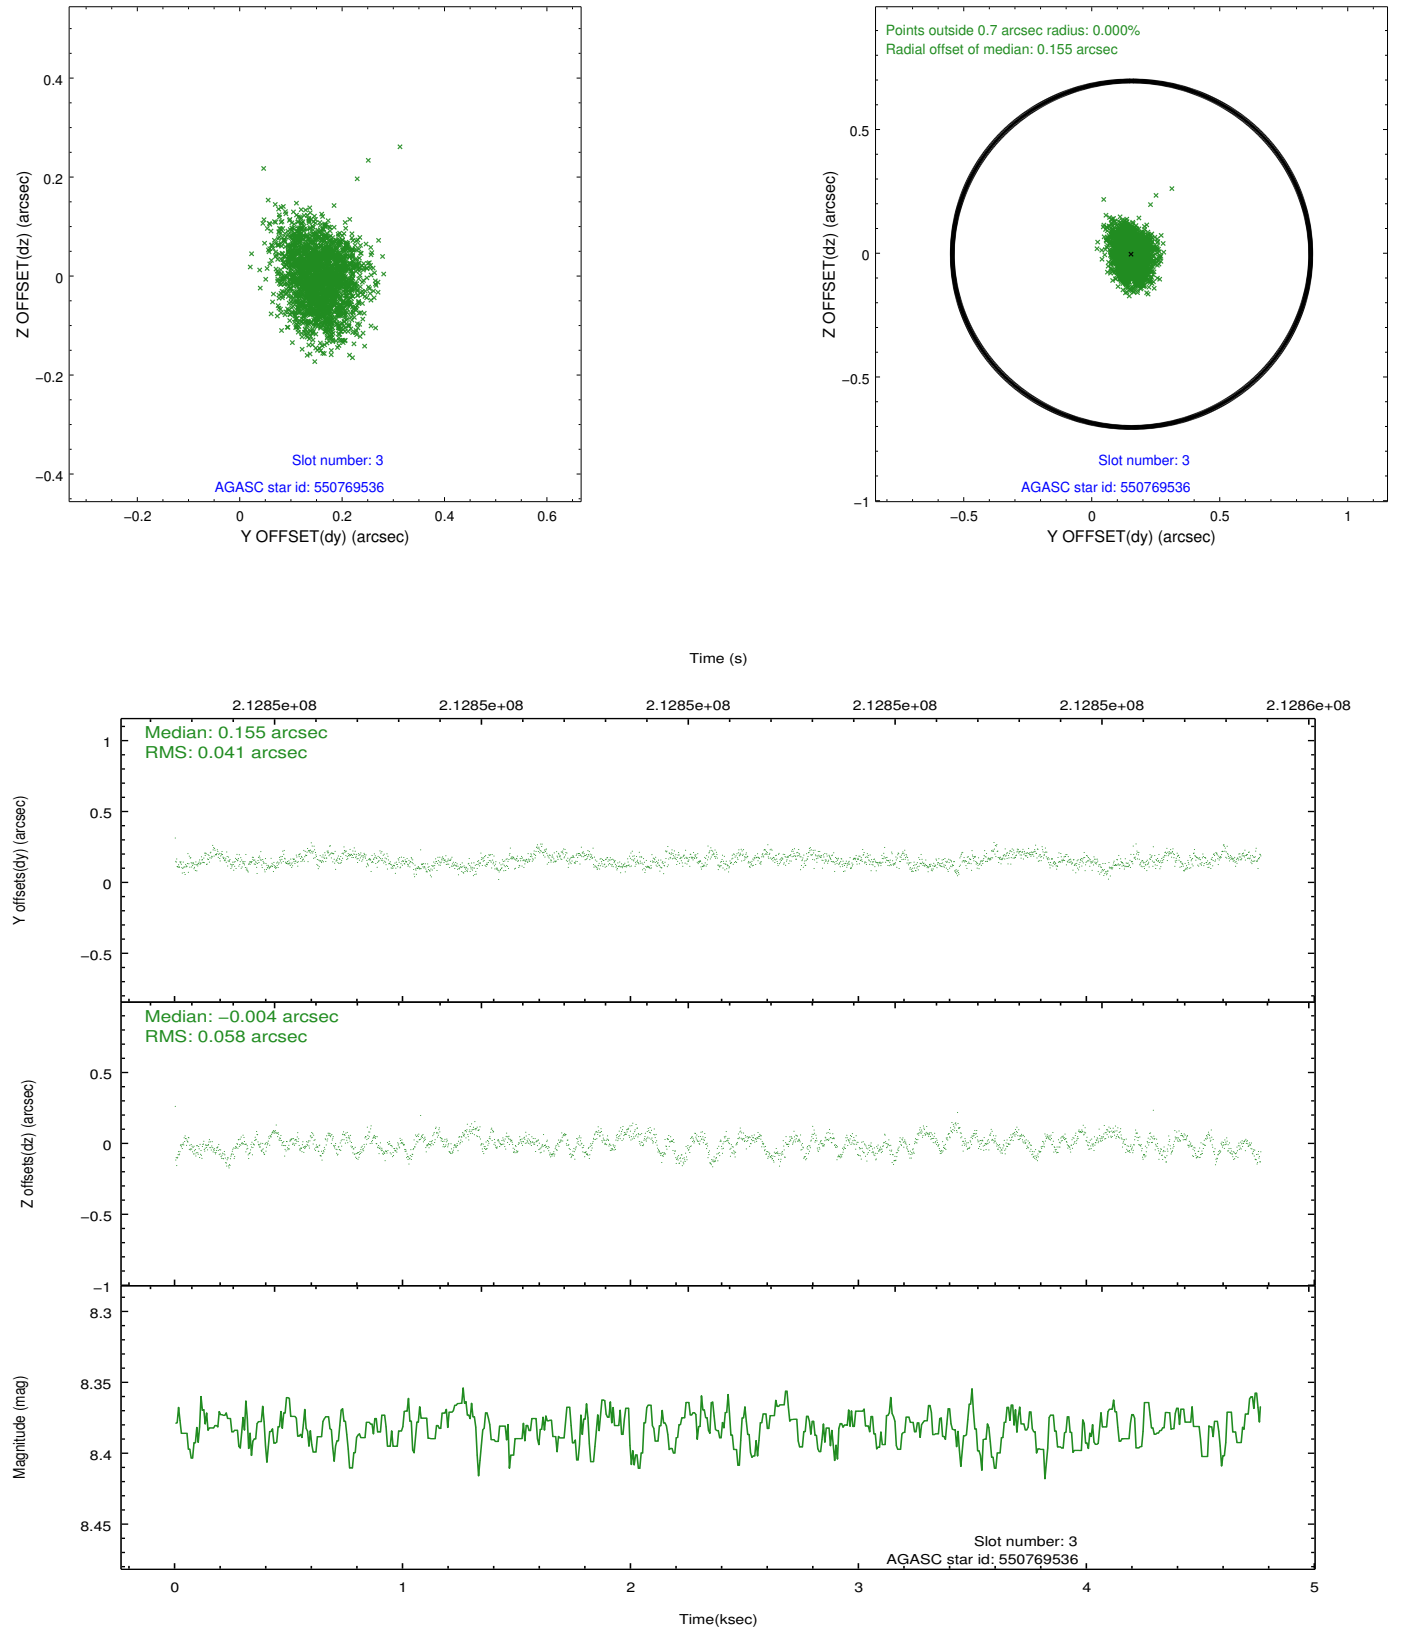 0.4
0.2
0
−0.2
−0.4
Z OFFSET(dz) (arcsec)
Slot number: 3
AGASC star id: 550769536
−0.2 0 0.2 0.4 0.6
Y OFFSET(dy) (arcsec)
Points outside 0.7 arcsec radius: 0.000%
Radial offset of median: 0.155 arcsec
0.5
0
−0.5
−1
Z OFFSET(dz) (arcsec)
Slot number: 3
AGASC star id: 550769536
−0.5 0 0.5 1
Y OFFSET(dy) (arcsec)
Time (s)
2.1285e+08 2.1285e+08 2.1285e+08 2.1285e+08 2.1285e+08 2.1286e+08
Median: 0.155 arcsec
RMS: 0.041 arcsec
1
0.5
0
−0.5
Y offsets(dy) (arcsec)
Median: −0.004 arcsec
RMS: 0.058 arcsec
0.5
0
−0.5
−1
Z offsets(dz) (arcsec)
8.3
8.35
8.4
8.45
Magnitude (mag)
Slot number: 3
AGASC star id: 550769536
0 1 2 3 4 5
Time(ksec)